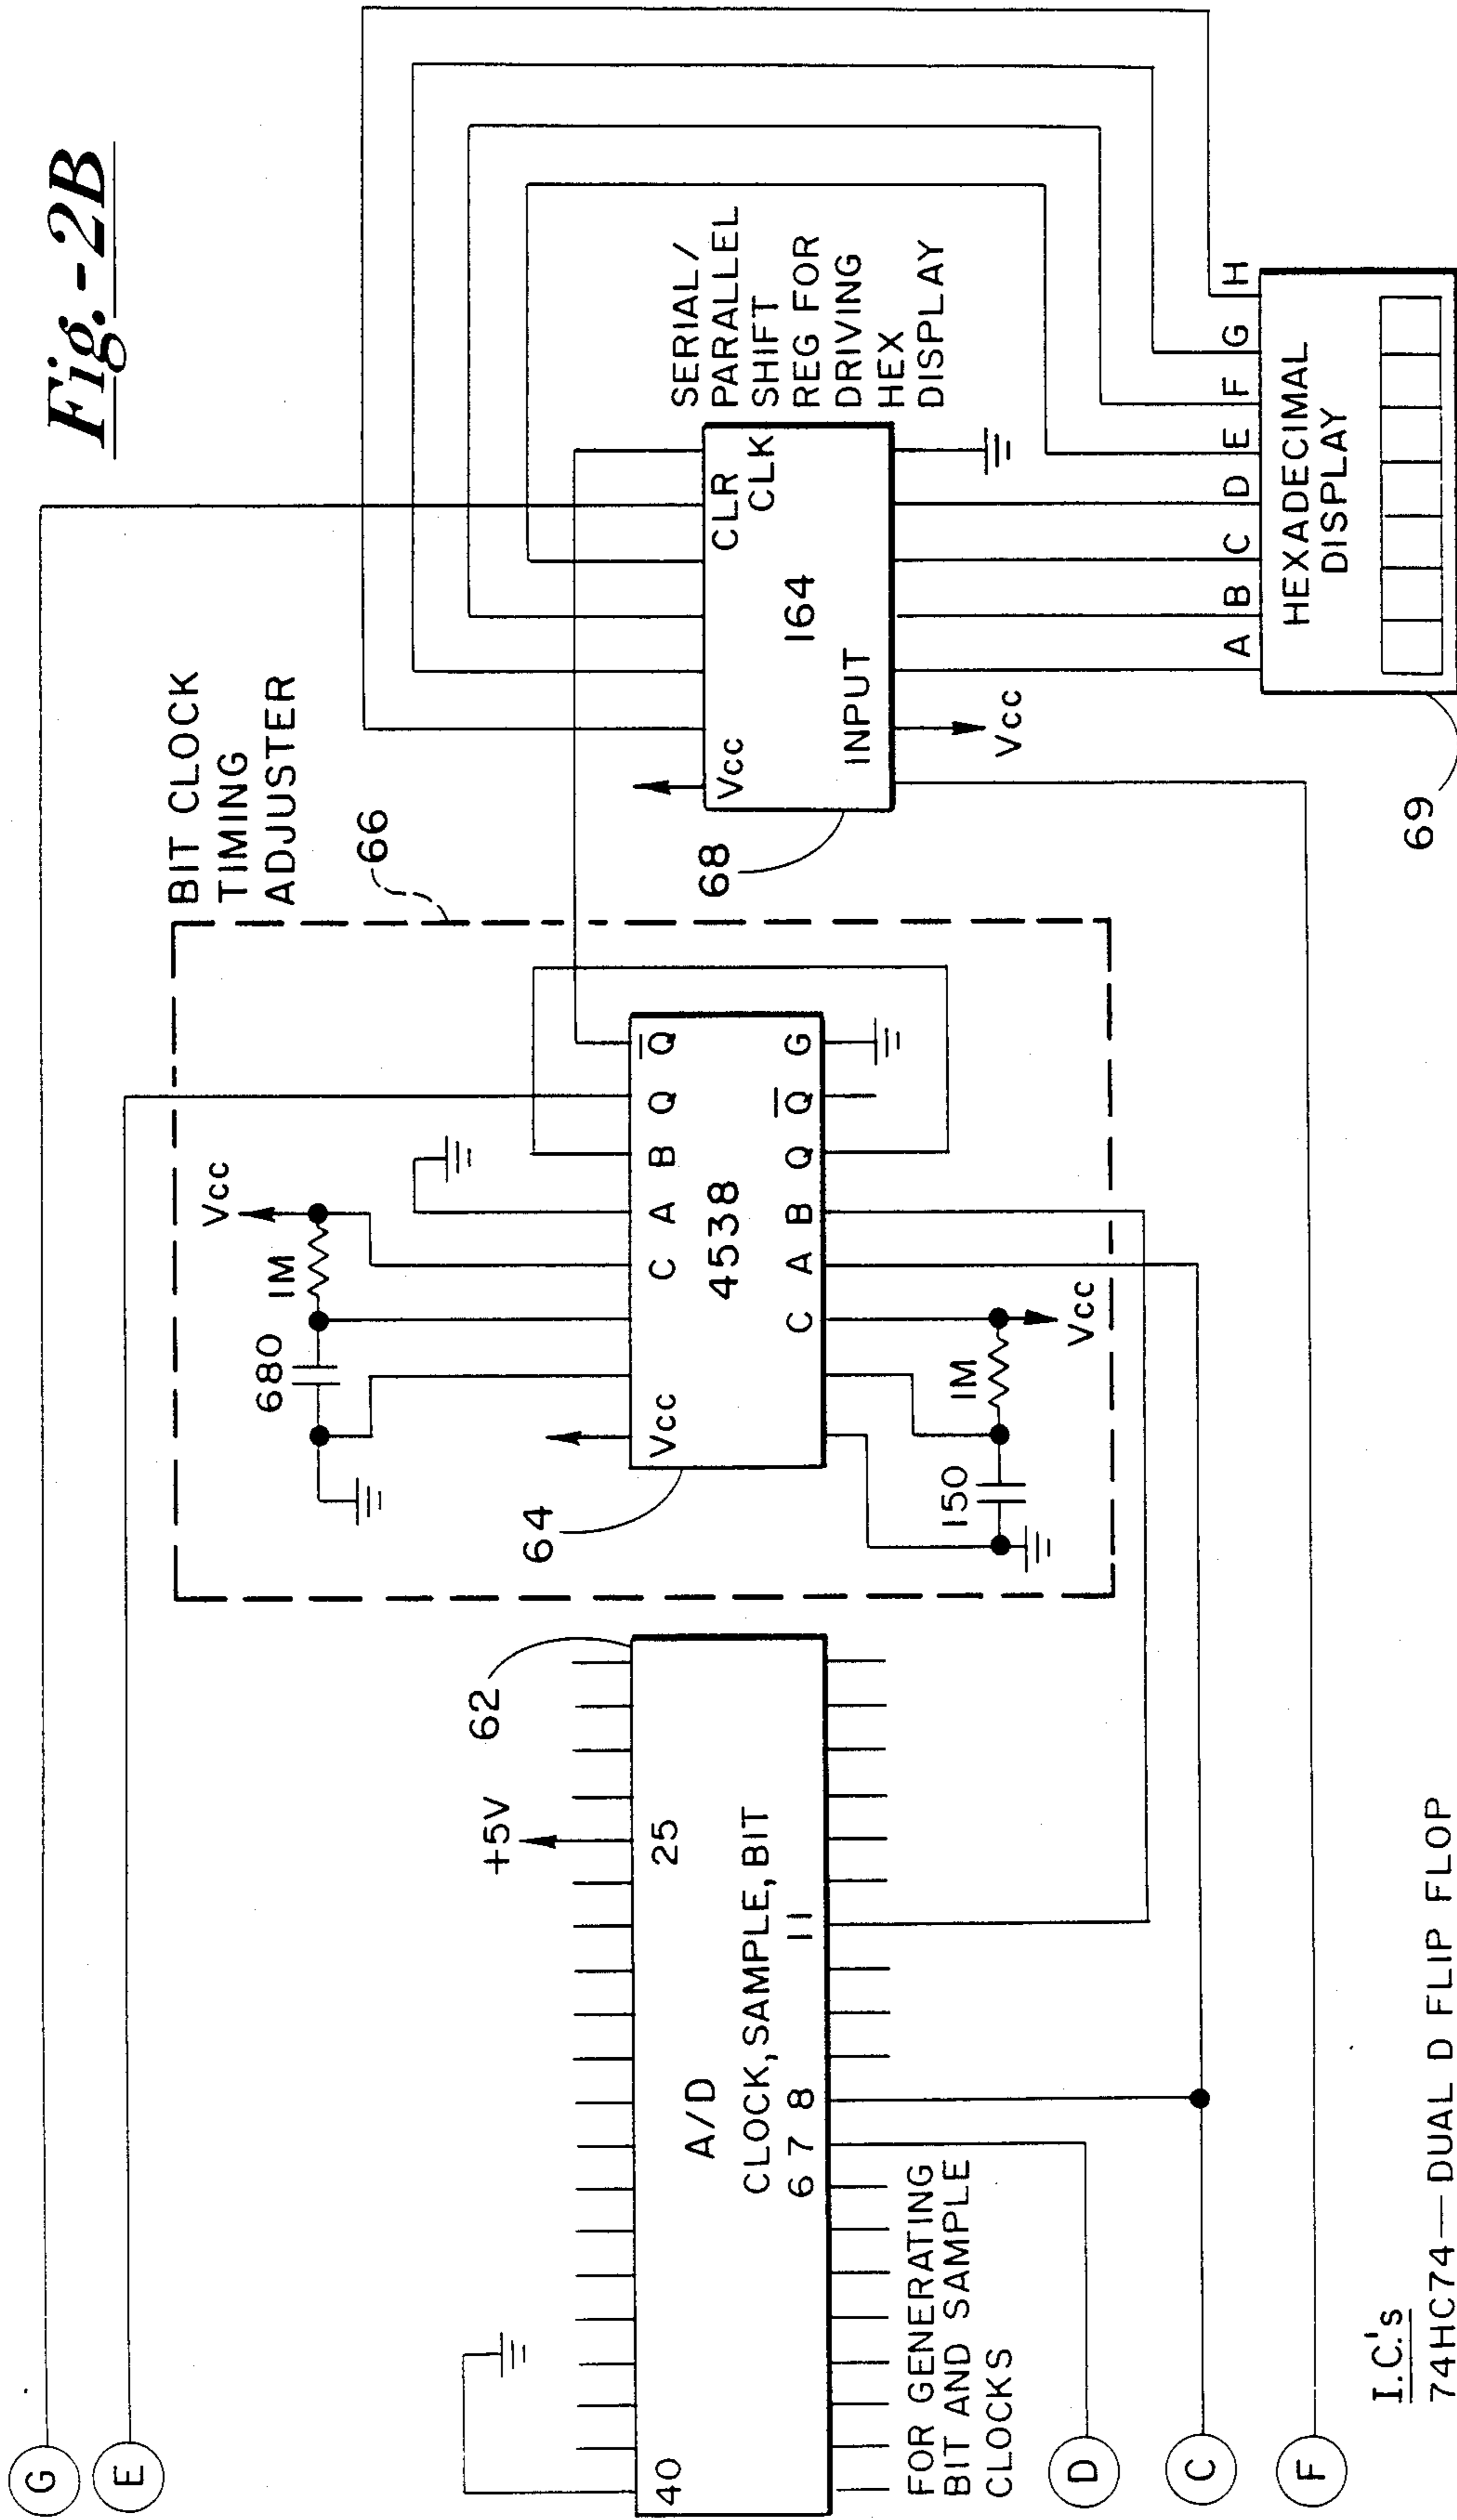 Fig.-2B
G
E
BIT CLOCK
TIMING
ADJUSTER
66
Vcc
1M
680
+5V
62
64
40
25
A/D
CLOCK, SAMPLE, BIT
6 7 8 11
Vcc C A B Q Q̅
4538
C A B Q Q̅ G
150
1M
Vcc
Vcc CLR
CLK
164
INPUT
68
Vcc
SERIAL/
PARALLEL
SHIFT
REG FOR
DRIVING
HEX
DISPLAY
FOR GENERATING
BIT AND SAMPLE
CLOCKS
D
C
F
A B C D E F G H
HEXADECIMAL
DISPLAY
69
I.C.'s
74HC74—DUAL D FLIP FLOP